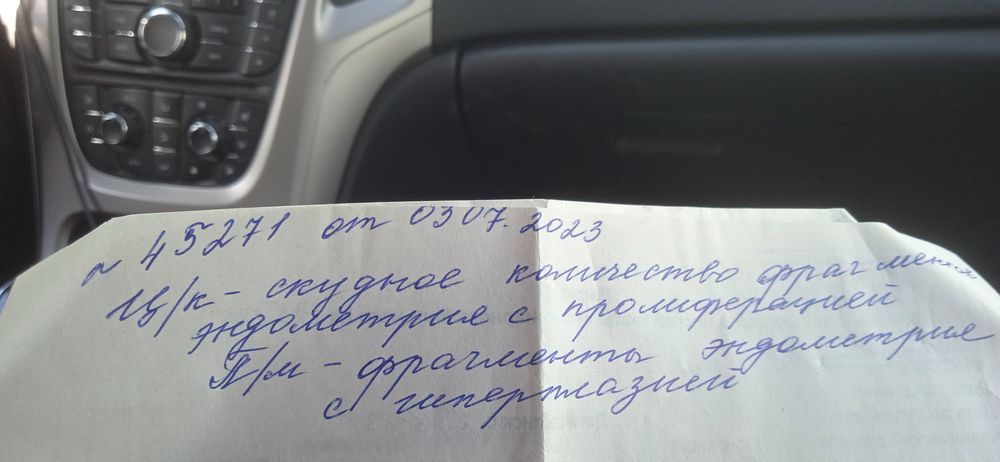 № 45271 от 03 07. 2023
Ц/к - скудное количество фрагментов
эндометрия с пролиферацией
П/м - фрагменты эндометрия
с гиперплазией